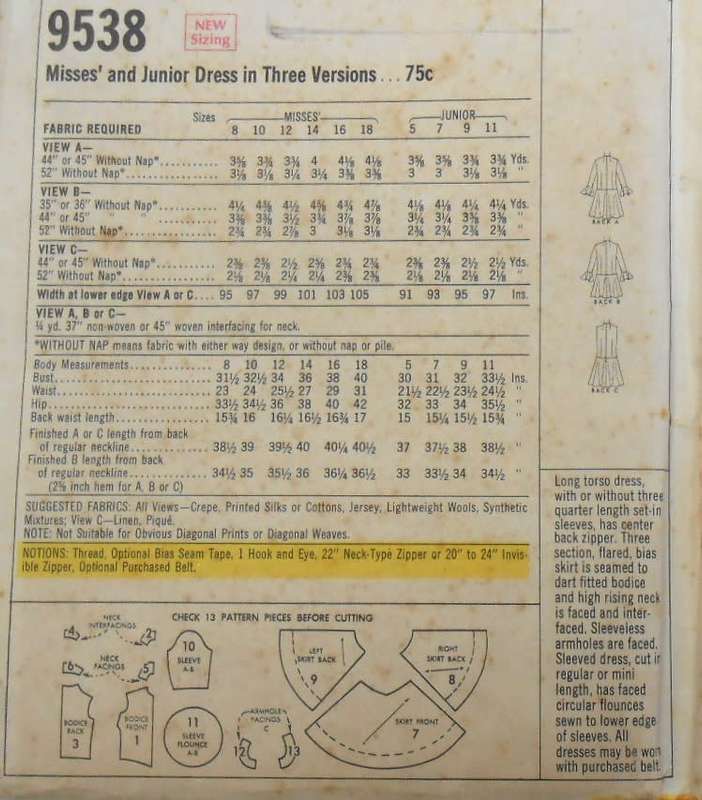 9538
NEW
Sizing
Misses' and Junior Dress in Three Versions... 75c
Sizes MISSES' JUNIOR
FABRIC REQUIRED 8 10 12 14 16 18 5 7 9 11
VIEW A—
44" or 45" Without Nap*............ 3⅝ 3¾ 3¾ 4 4⅛ 4⅛ 3⅝ 3⅝ 3¾ 3¾ Yds.
52" Without Nap*.................. 3⅛ 3⅛ 3¼ 3¼ 3⅜ 3⅜ 3 3 3⅛ 3⅛ "
VIEW B—
35" or 36" Without Nap*............ 4¼ 4⅜ 4½ 4⅝ 4¾ 4⅞ 4⅛ 4⅛ 4¼ 4¼ Yds.
44" or 45" " " ............ 3⅜ 3⅜ 3½ 3¾ 3⅞ 3⅞ 3¼ 3¼ 3⅜ 3⅜ "
52" Without Nap*.................. 2¾ 2¾ 2⅞ 3 3⅛ 3⅛ 2¾ 2¾ 2¾ 2¾ "
VIEW C—
44" or 45" Without Nap*............ 2⅜ 2⅜ 2½ 2⅝ 2¾ 2¾ 2⅜ 2⅜ 2½ 2½ Yds.
52" Without Nap*.................. 2⅛ 2⅛ 2¼ 2¼ 2⅜ 2⅜ 2⅛ 2⅛ 2⅛ 2⅛ "
Width at lower edge View A or C.... 95 97 99 101 103 105 91 93 95 97 Ins.
VIEW A, B or C—
¼ yd. 37" non-woven or 45" woven interfacing for neck.
*WITHOUT NAP means fabric with either way design, or without nap or pile.
Body Measurements............... 8 10 12 14 16 18 5 7 9 11
Bust............................. 31½ 32½ 34 36 38 40 30 31 32 33½ Ins.
Waist............................ 23 24 25½ 27 29 31 21½ 22½ 23½ 24½ "
Hip.............................. 33½ 34½ 36 38 40 42 32 33 34 35½ "
Back waist length................ 15¾ 16 16¼ 16½ 16¾ 17 15 15¼ 15½ 15¾ "
Finished A or C length from back
of regular neckline............... 38½ 39 39½ 40 40¼ 40½ 37 37½ 38 38½ "
Finished B length from back
of regular neckline............... 34½ 35 35½ 36 36¼ 36½ 33 33½ 34 34½ "
(2⅝ inch hem for A, B or C)
SUGGESTED FABRICS: All Views—Crepe, Printed Silks or Cottons, Jersey, Lightweight Wools, Synthetic
Mixtures; View C—Linen, Piqué.
NOTE: Not Suitable for Obvious Diagonal Prints or Diagonal Weaves.
NOTIONS: Thread, Optional Bias Seam Tape, 1 Hook and Eye, 22" Neck-Type Zipper or 20" to 24" Invis-
ible Zipper, Optional Purchased Belt.
BACK A
BACK B
BACK C
Long torso dress,
with or without three
quarter length set-in
sleeves, has center
back zipper. Three
section, flared, bias
skirt is seamed to
dart fitted bodice
and high rising neck
is faced and inter-
faced. Sleeveless
armholes are faced.
Sleeved dress, cut in
regular or mini
length, has faced
circular flounces
sewn to lower edge
of sleeves. All
dresses may be worn
with purchased belt.
CHECK 13 PATTERN PIECES BEFORE CUTTING
NECK
INTERFACINGS
4 2
NECK
FACINGS
6 5
10
SLEEVE
A-B
LEFT
SKIRT BACK
9
RIGHT
SKIRT BACK
8
BODICE
BACK
3
BODICE
FRONT
1
11
SLEEVE
FLOUNCE
A-B
ARMHOLE
FACINGS
C
12 13
SKIRT FRONT
7